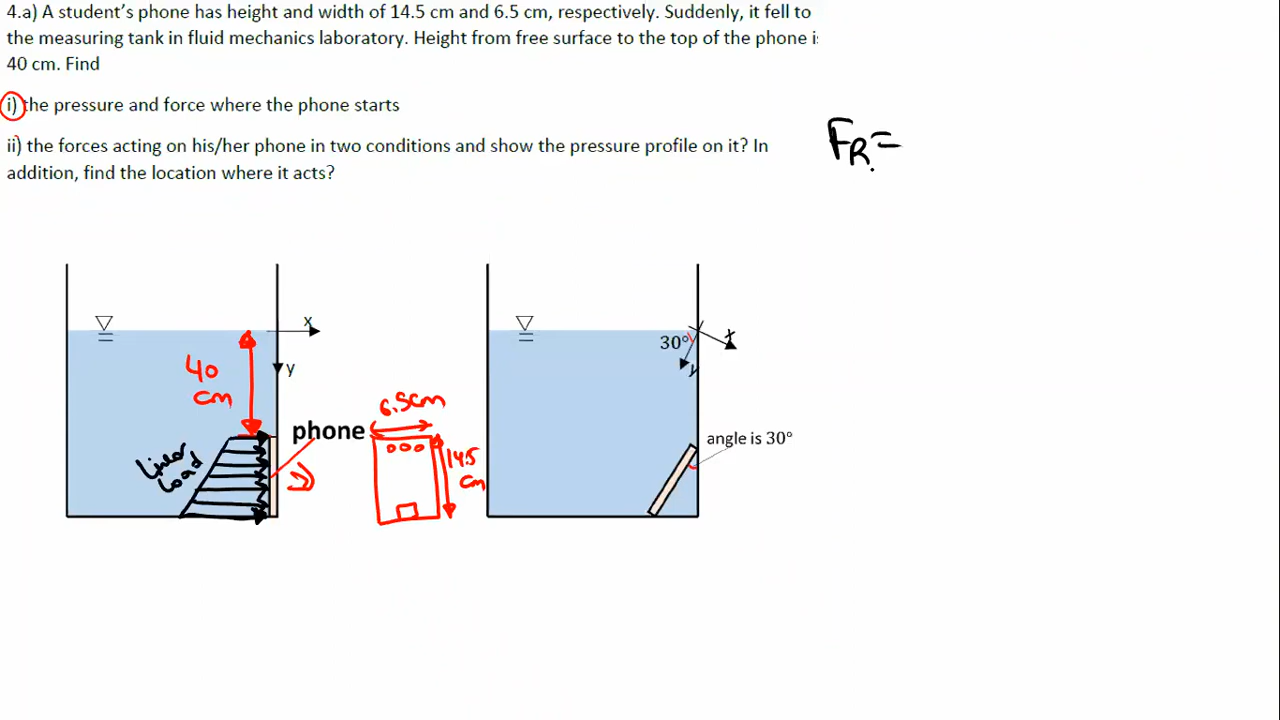 4.a) A student's phone has height and width of 14.5 cm and 6.5 cm, respectively. Suddenly, it fell to
the measuring tank in fluid mechanics laboratory. Height from free surface to the top of the phone i
40 cm. Find
i) the pressure and force where the phone starts
ii) the forces acting on his/her phone in two conditions and show the pressure profile on it? In
addition, find the location where it acts?
FR=
x
y
40
cm
phone
6.5cm
14.5
cm
Load
30°
x
y
angle is 30°